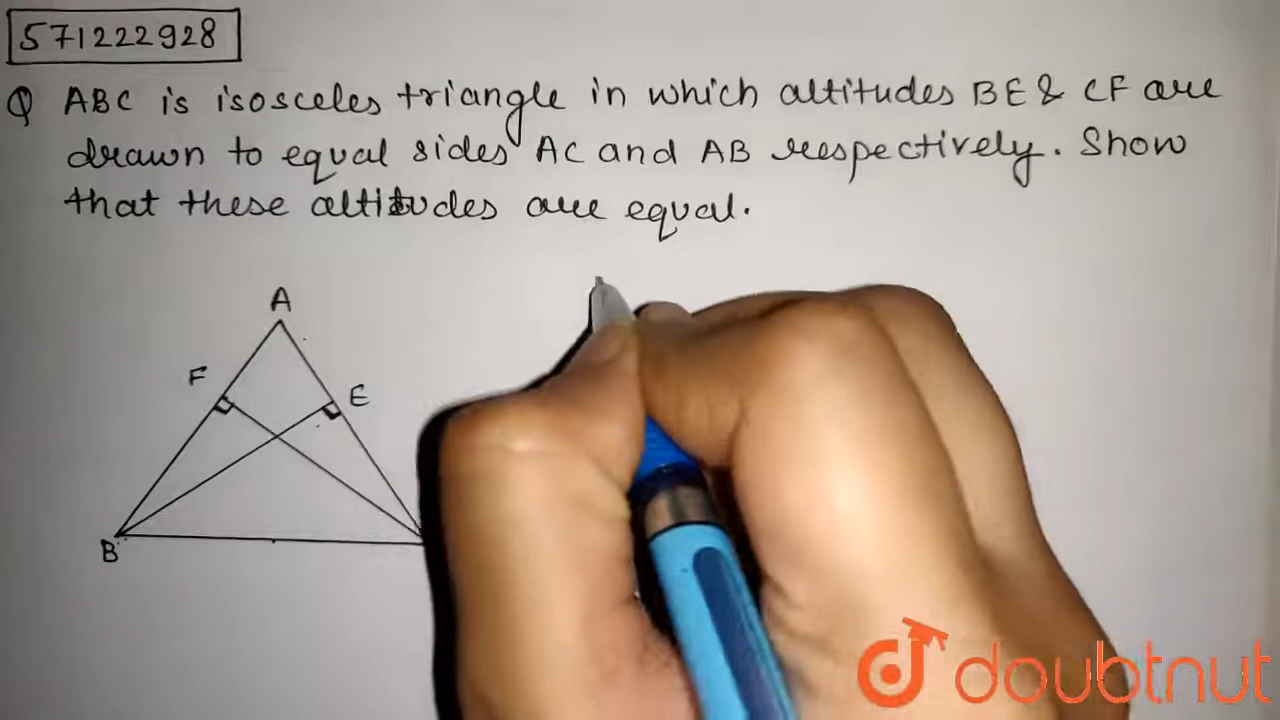 571222928
Q ABC is isosceles triangle in which altitudes BE & CF are
drawn to equal sides AC and AB respectively. Show
that these altitudes are equal.
A
F
E
B
doubtnut